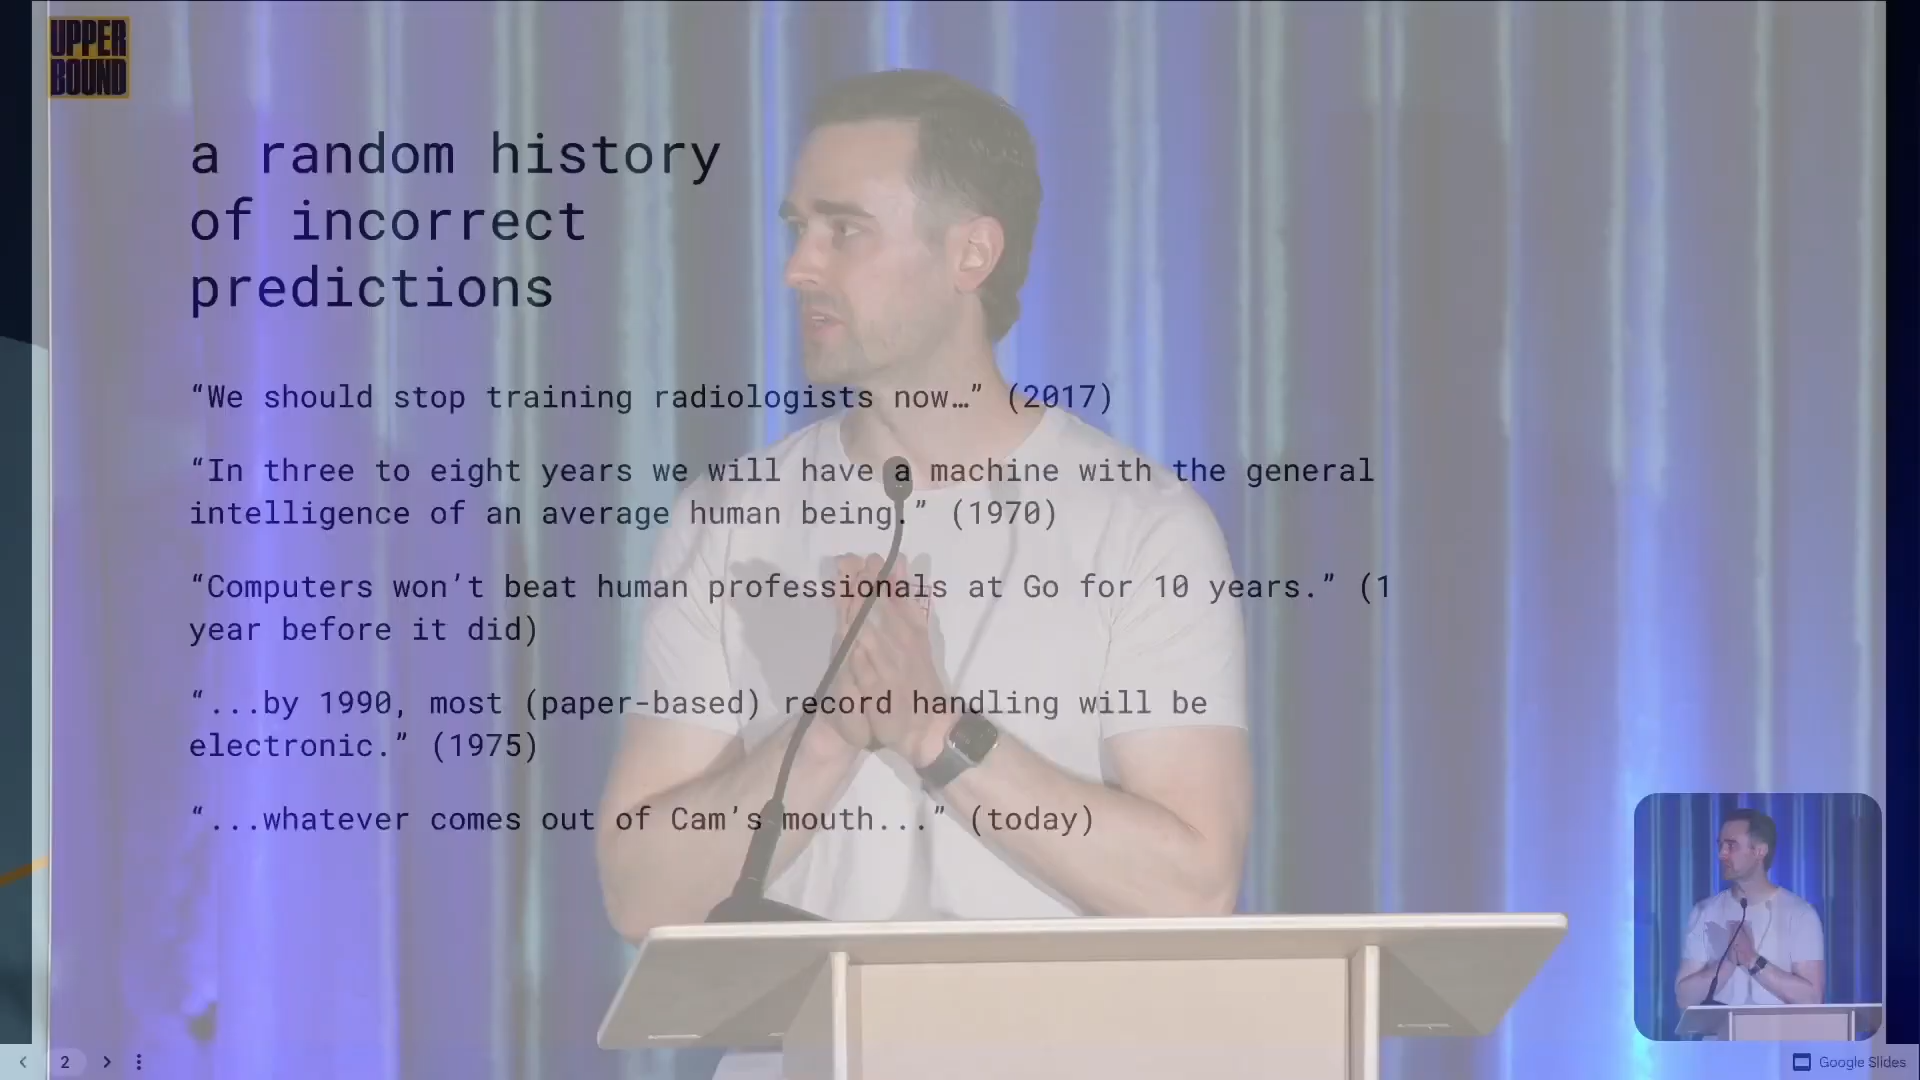 UPPER
BOUND
a random history
of incorrect
predictions
“We should stop training radiologists now…” (2017)
“In three to eight years we will have a machine with the general
intelligence of an average human being.” (1970)
“Computers won’t beat human professionals at Go for 10 years.” (1
year before it did)
“...by 1990, most (paper-based) record handling will be
electronic.” (1975)
“...whatever comes out of Cam’s mouth...” (today)
2
Google Slides